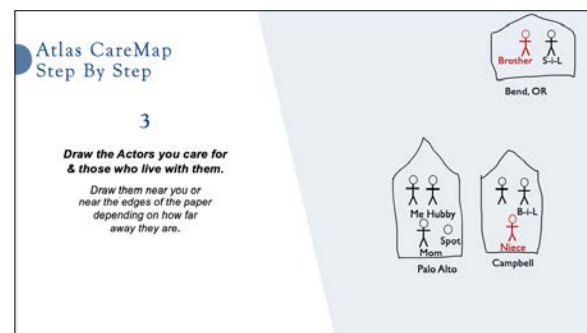 Atlas CareMap
Step By Step
3
Draw the Actors you care for
& those who live with them.
Draw them near you or
near the edges of the paper
depending on how far
away they are.
Brother S-i-L
Bend, OR
Me Hubby
Mom Spot
Palo Alto
B-i-L
Niece
Campbell